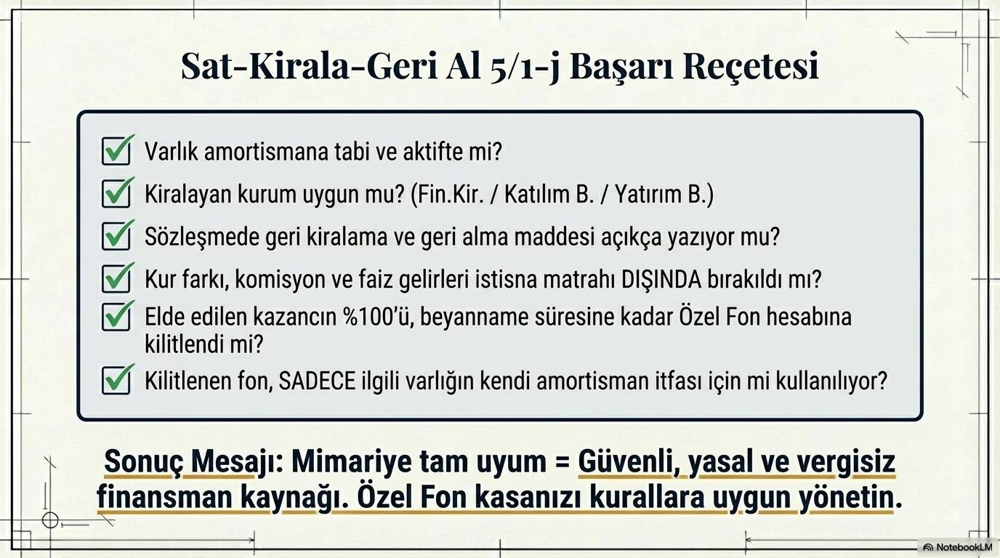 Sat-Kirala-Geri Al 5/1-j Başarı Reçetesi
Varlık amortismana tabi ve aktifte mi?
Kiralayan kurum uygun mu? (Fin.Kir. / Katılım B. / Yatırım B.)
Sözleşmede geri kiralama ve geri alma maddesi açıkça yazıyor mu?
Kur farkı, komisyon ve faiz gelirleri istisna matrahı DIŞINDA bırakıldı mı?
Elde edilen kazancın %100’ü, beyanname süresine kadar Özel Fon hesabına
kilitlendi mi?
Kilitlenen fon, SADECE ilgili varlığın kendi amortisman itfası için mi kullanılıyor?
Sonuç Mesajı: Mimariye tam uyum = Güvenli, yasal ve vergisiz
finansman kaynağı. Özel Fon kasanızı kurallara uygun yönetin.
NotebookLM